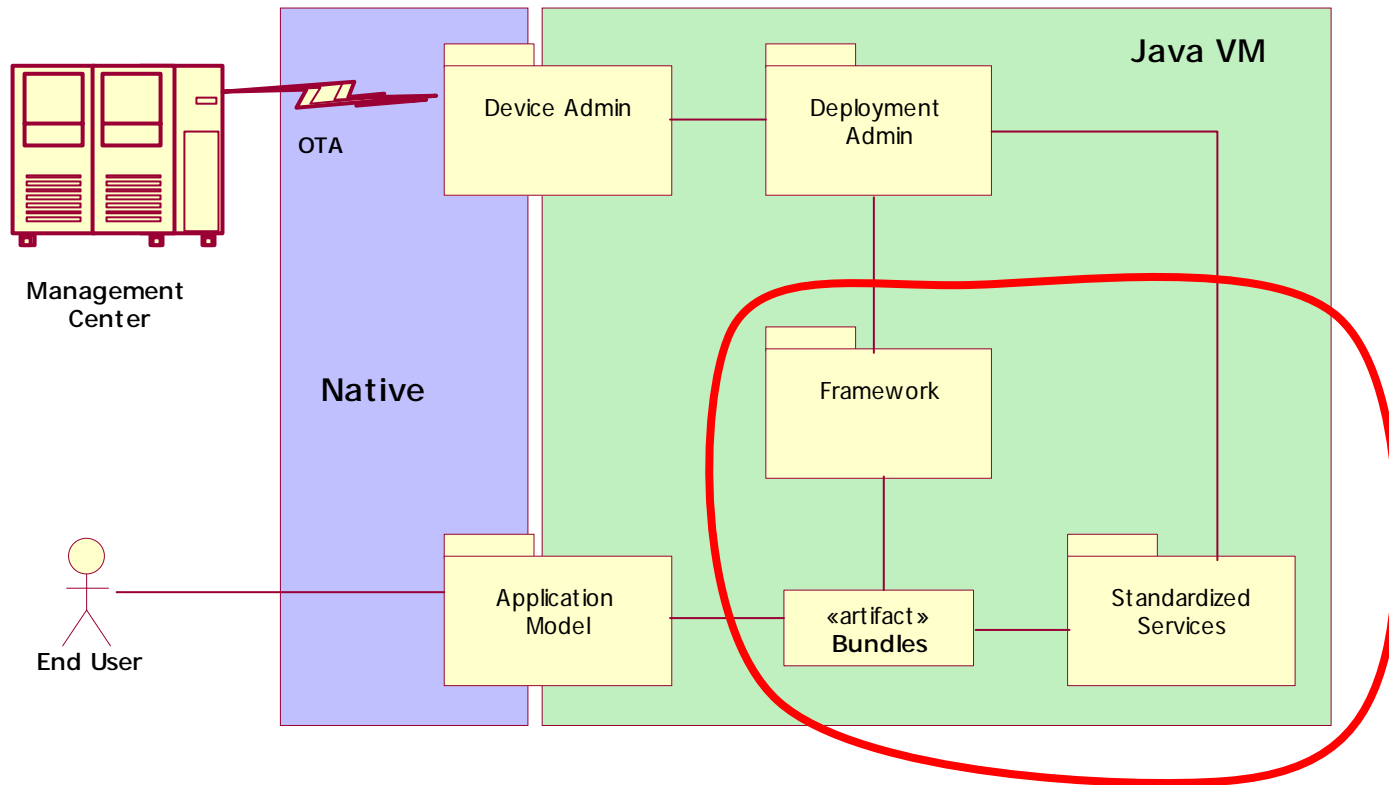 Java VM
Device Admin
Deployment
Admin
OTA
Management
Center
Native
Framework
Application
Model
«artifact»
Bundles
Standardized
Services
End User